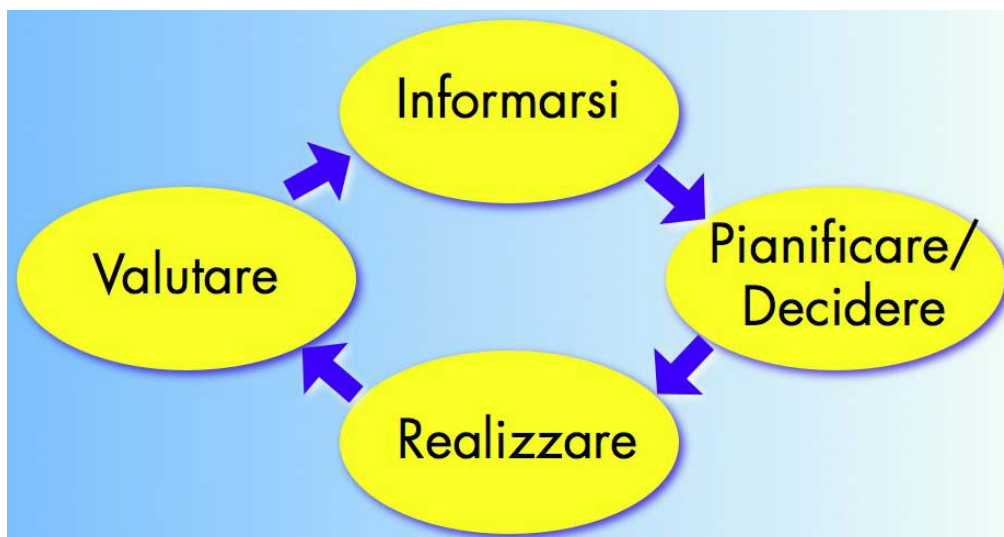 Informarsi
Pianificare/
Decidere
Realizzare
Valutare